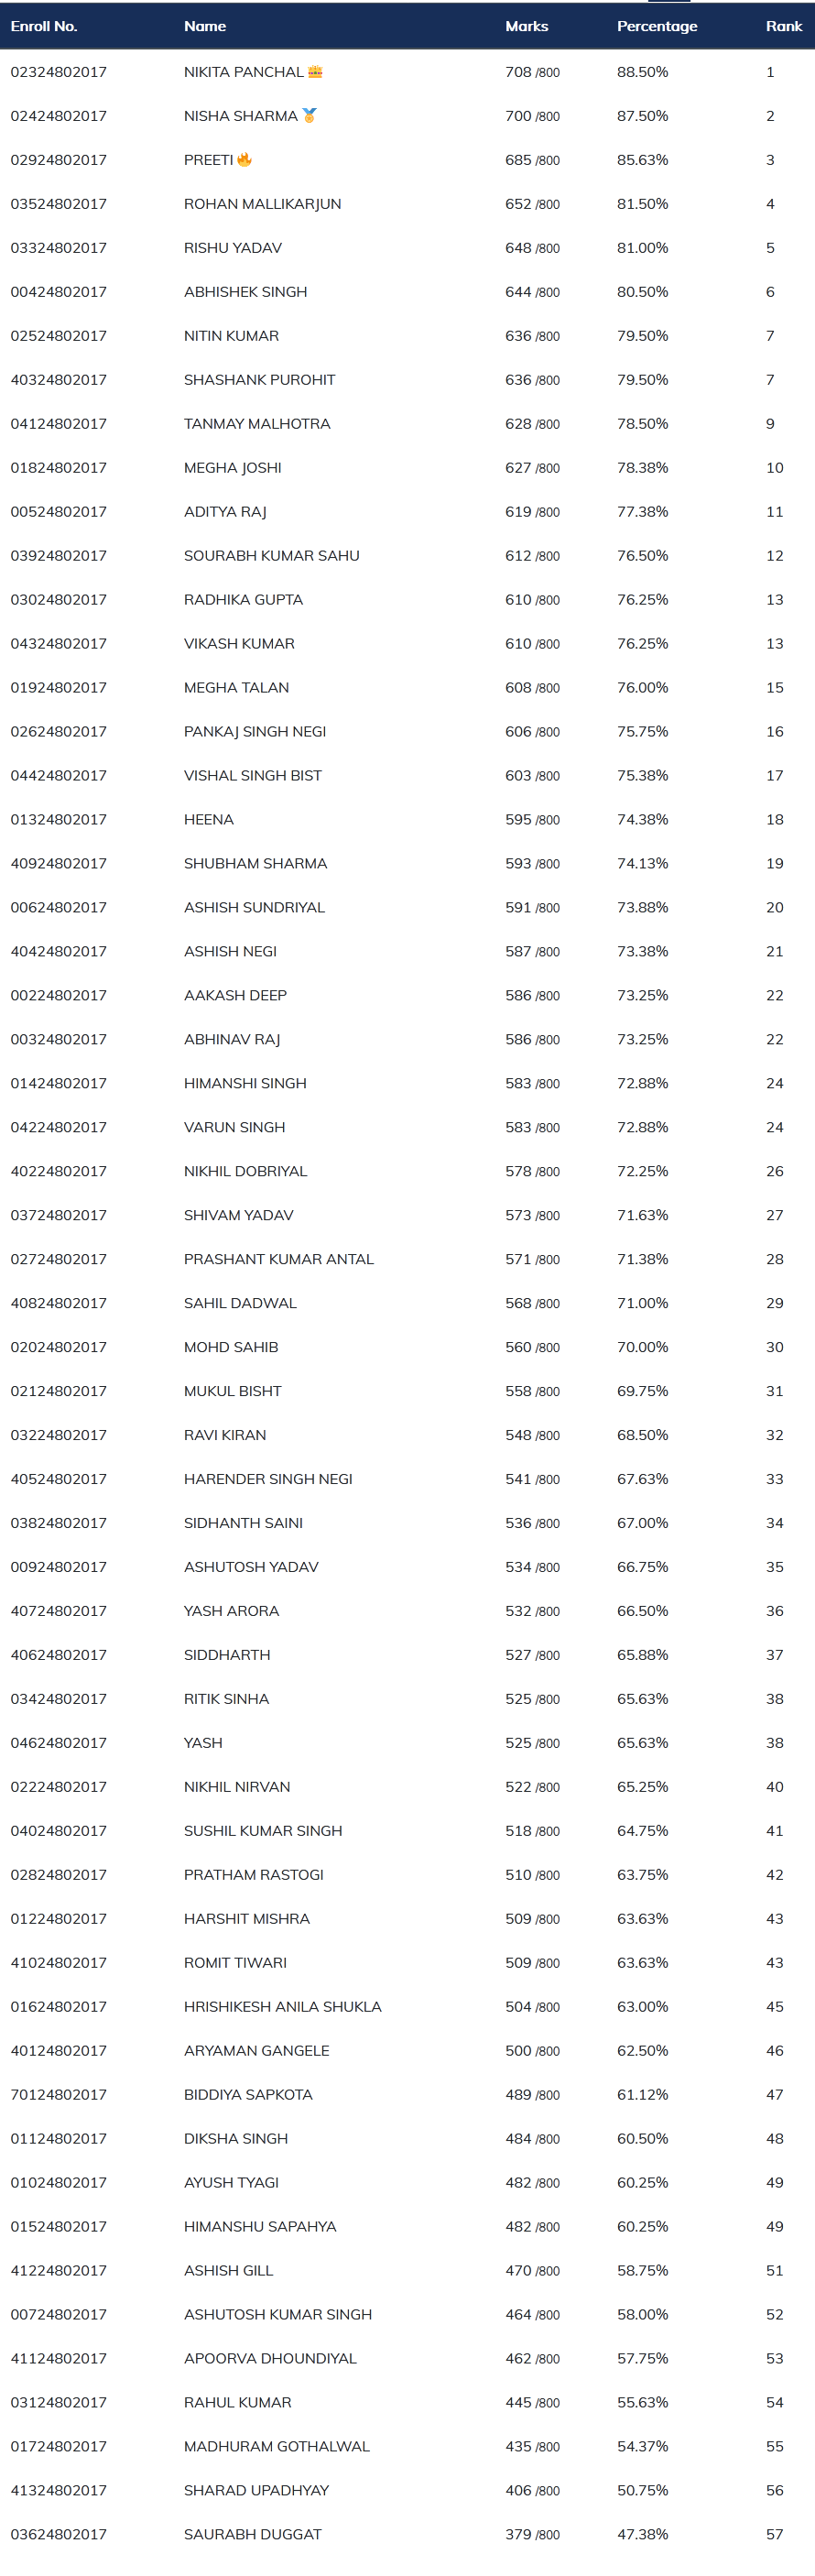 Enroll No. Name Marks Percentage Rank
02324802017 NIKITA PANCHAL 👑 708 /800 88.50% 1
02424802017 NISHA SHARMA 🏅 700 /800 87.50% 2
02924802017 PREETI 🔥 685 /800 85.63% 3
03524802017 ROHAN MALLIKARJUN 652 /800 81.50% 4
03324802017 RISHU YADAV 648 /800 81.00% 5
00424802017 ABHISHEK SINGH 644 /800 80.50% 6
02524802017 NITIN KUMAR 636 /800 79.50% 7
40324802017 SHASHANK PUROHIT 636 /800 79.50% 7
04124802017 TANMAY MALHOTRA 628 /800 78.50% 9
01824802017 MEGHA JOSHI 627 /800 78.38% 10
00524802017 ADITYA RAJ 619 /800 77.38% 11
03924802017 SOURABH KUMAR SAHU 612 /800 76.50% 12
03024802017 RADHIKA GUPTA 610 /800 76.25% 13
04324802017 VIKASH KUMAR 610 /800 76.25% 13
01924802017 MEGHA TALAN 608 /800 76.00% 15
02624802017 PANKAJ SINGH NEGI 606 /800 75.75% 16
04424802017 VISHAL SINGH BIST 603 /800 75.38% 17
01324802017 HEENA 595 /800 74.38% 18
40924802017 SHUBHAM SHARMA 593 /800 74.13% 19
00624802017 ASHISH SUNDRIYAL 591 /800 73.88% 20
40424802017 ASHISH NEGI 587 /800 73.38% 21
00224802017 AAKASH DEEP 586 /800 73.25% 22
00324802017 ABHINAV RAJ 586 /800 73.25% 22
01424802017 HIMANSHI SINGH 583 /800 72.88% 24
04224802017 VARUN SINGH 583 /800 72.88% 24
40224802017 NIKHIL DOBRIYAL 578 /800 72.25% 26
03724802017 SHIVAM YADAV 573 /800 71.63% 27
02724802017 PRASHANT KUMAR ANTAL 571 /800 71.38% 28
40824802017 SAHIL DADWAL 568 /800 71.00% 29
02024802017 MOHD SAHIB 560 /800 70.00% 30
02124802017 MUKUL BISHT 558 /800 69.75% 31
03224802017 RAVI KIRAN 548 /800 68.50% 32
40524802017 HARENDER SINGH NEGI 541 /800 67.63% 33
03824802017 SIDHANTH SAINI 536 /800 67.00% 34
00924802017 ASHUTOSH YADAV 534 /800 66.75% 35
40724802017 YASH ARORA 532 /800 66.50% 36
40624802017 SIDDHARTH 527 /800 65.88% 37
03424802017 RITIK SINHA 525 /800 65.63% 38
04624802017 YASH 525 /800 65.63% 38
02224802017 NIKHIL NIRVAN 522 /800 65.25% 40
04024802017 SUSHIL KUMAR SINGH 518 /800 64.75% 41
02824802017 PRATHAM RASTOGI 510 /800 63.75% 42
01224802017 HARSHIT MISHRA 509 /800 63.63% 43
41024802017 ROMIT TIWARI 509 /800 63.63% 43
01624802017 HRISHIKESH ANILA SHUKLA 504 /800 63.00% 45
40124802017 ARYAMAN GANGELE 500 /800 62.50% 46
70124802017 BIDDIYA SAPKOTA 489 /800 61.12% 47
01124802017 DIKSHA SINGH 484 /800 60.50% 48
01024802017 AYUSH TYAGI 482 /800 60.25% 49
01524802017 HIMANSHU SAPAHYA 482 /800 60.25% 49
41224802017 ASHISH GILL 470 /800 58.75% 51
00724802017 ASHUTOSH KUMAR SINGH 464 /800 58.00% 52
41124802017 APOORVA DHOUNDIYAL 462 /800 57.75% 53
03124802017 RAHUL KUMAR 445 /800 55.63% 54
01724802017 MADHURAM GOTHALWAL 435 /800 54.37% 55
41324802017 SHARAD UPADHYAY 406 /800 50.75% 56
03624802017 SAURABH DUGGAT 379 /800 47.38% 57